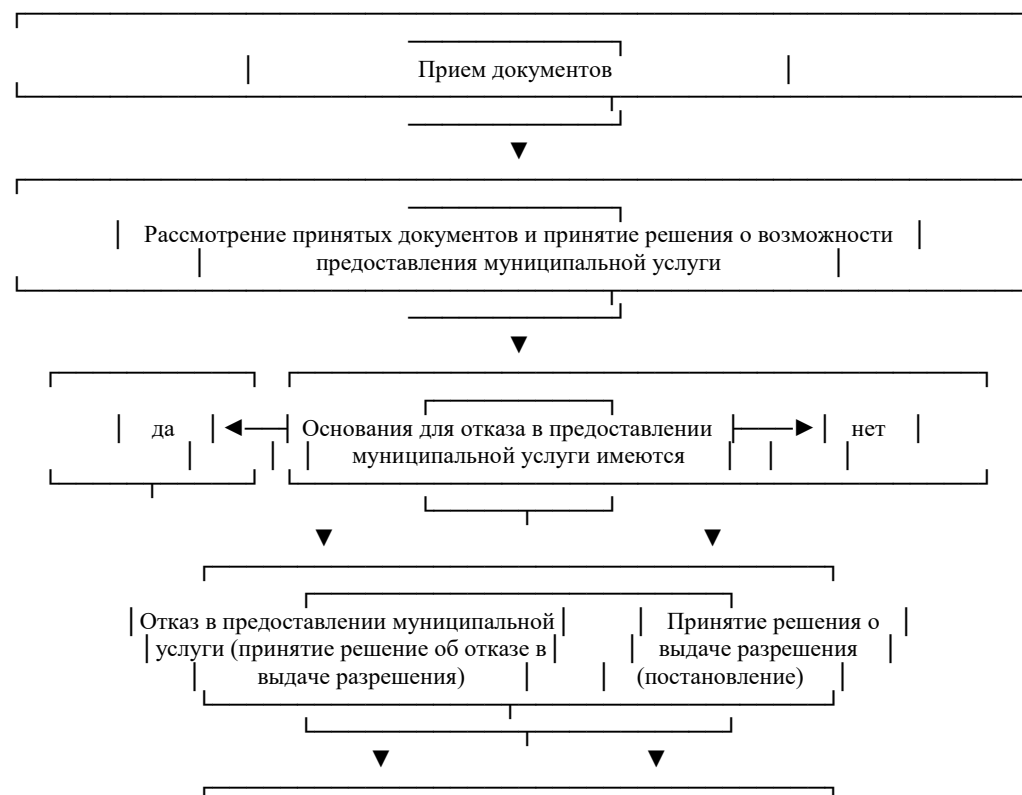 Прием документов
Рассмотрение принятых документов и принятие решения о возможности
предоставления муниципальной услуги
да Основания для отказа в предоставлении нет
муниципальной услуги имеются
Отказ в предоставлении муниципальной Принятие решения о
услуги (принятие решение об отказе в выдаче разрешения
выдаче разрешения) (постановление)